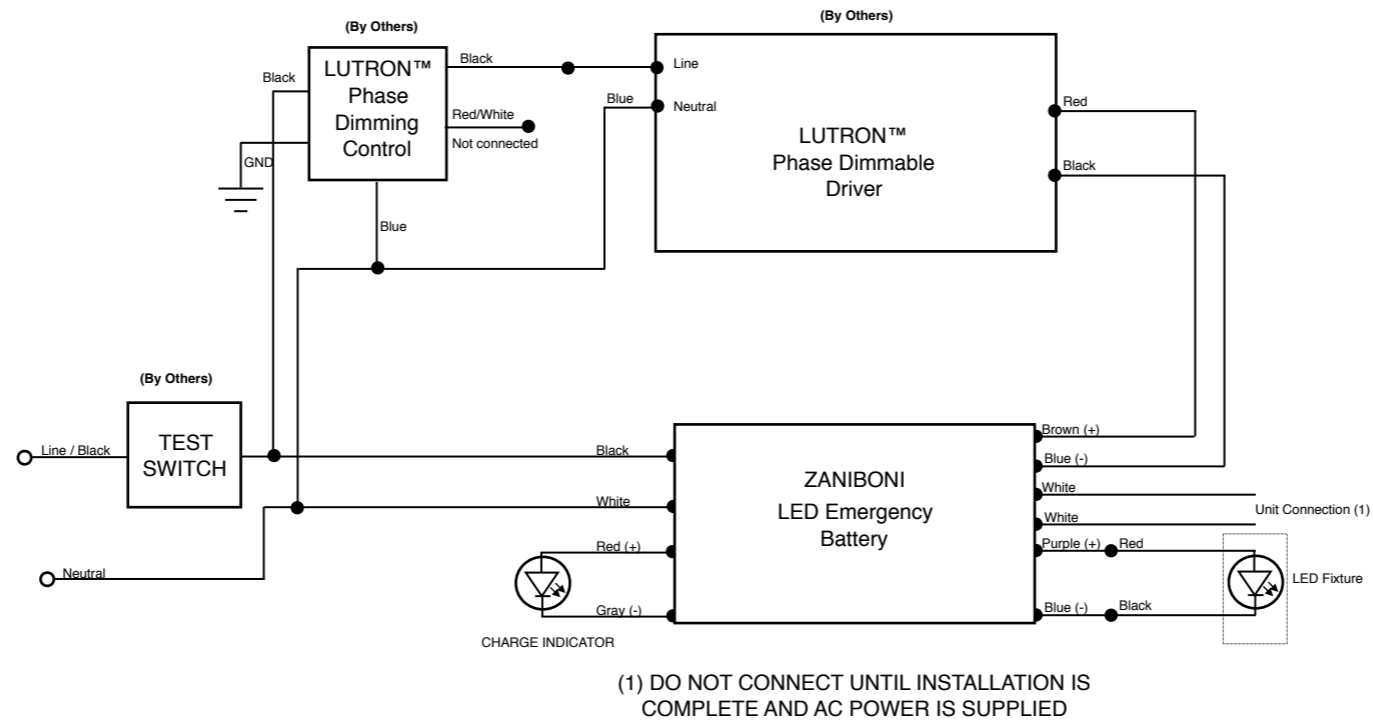 (By Others)
(By Others)
LUTRON™
Phase
Dimming
Control
Black
Black
Red/White
Not connected
GND
Blue
Blue
Line
Neutral
LUTRON™
Phase Dimmable
Driver
Red
Black
(By Others)
TEST
SWITCH
Line / Black
Neutral
Black
White
Red (+)
Gray (-)
CHARGE INDICATOR
ZANIBONI
LED Emergency
Battery
Brown (+)
Blue (-)
White
White
Unit Connection (1)
Purple (+)
Red
LED Fixture
Blue (-)
Black
(1) DO NOT CONNECT UNTIL INSTALLATION IS
COMPLETE AND AC POWER IS SUPPLIED